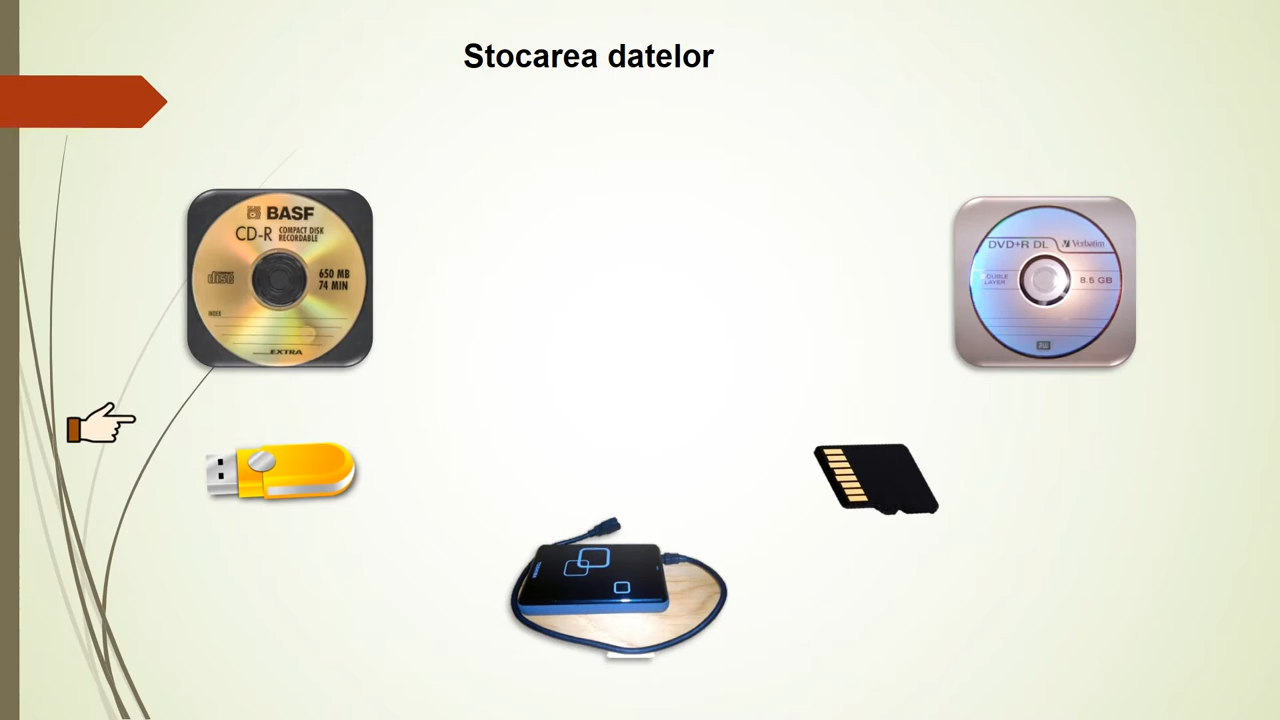 Stocarea datelor
BASF
CD-R COMPACT DISK
RECORDABLE
650 MB
74 MIN
INDEX
EXTRA
DVD+R DL Verbatim
DOUBLE
LAYER
8.5 GB